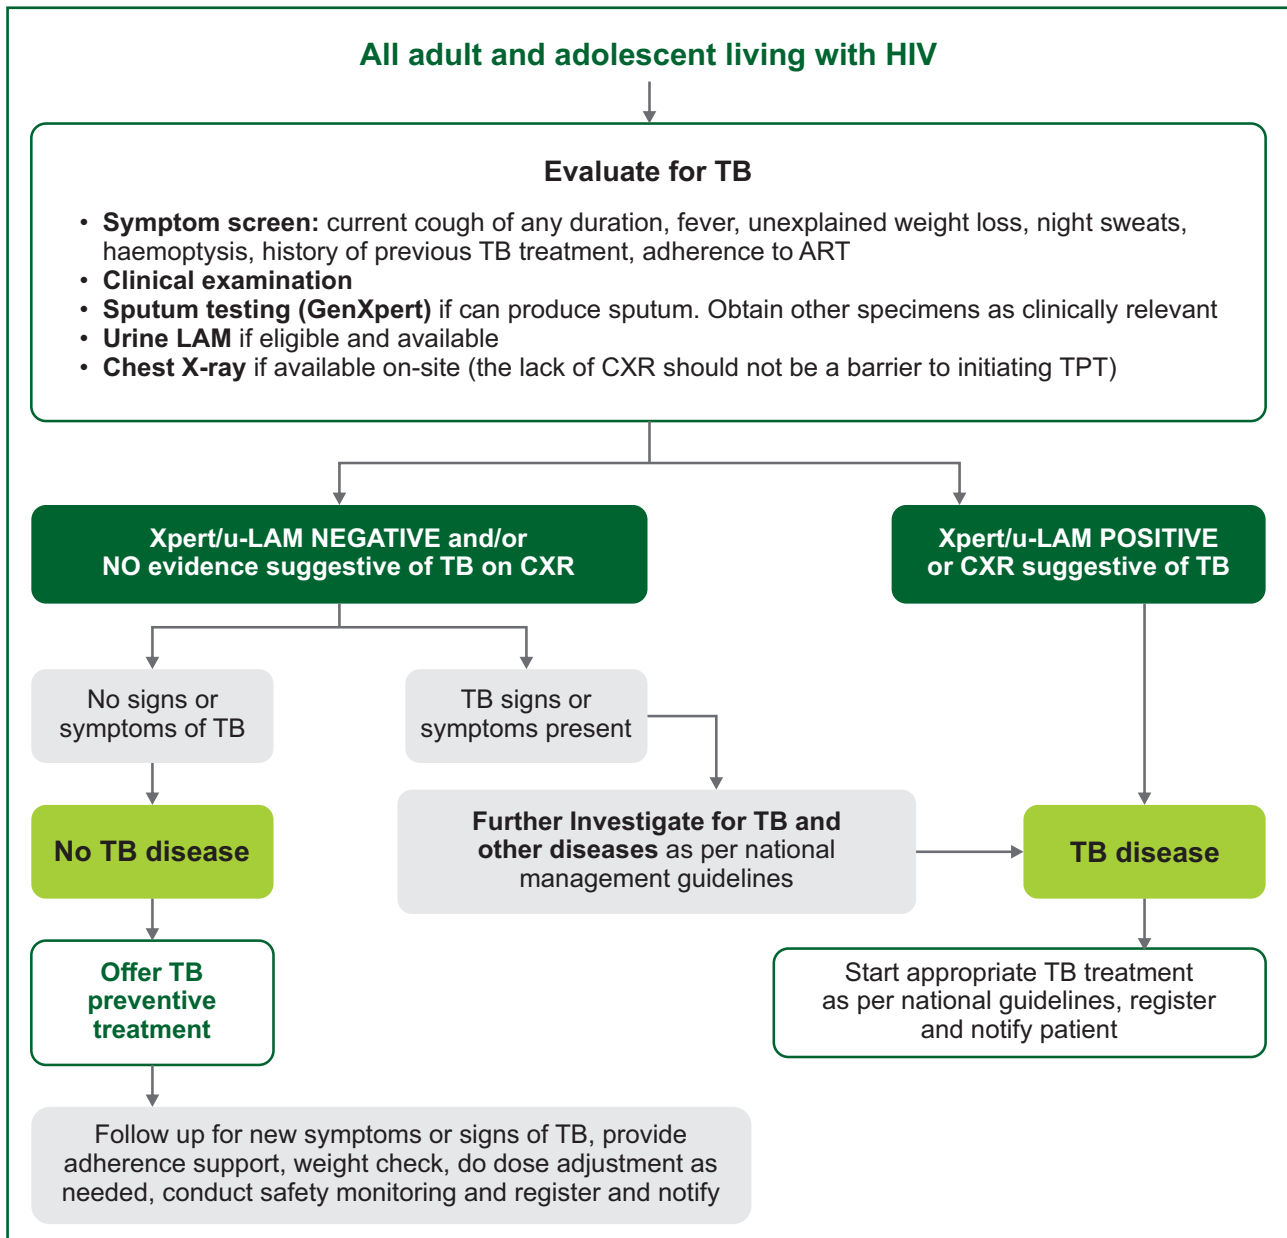 All adult and adolescent living with HIV
Evaluate for TB
• Symptom screen: current cough of any duration, fever, unexplained weight loss, night sweats,
haemoptysis, history of previous TB treatment, adherence to ART
• Clinical examination
• Sputum testing (GenXpert) if can produce sputum. Obtain other specimens as clinically relevant
• Urine LAM if eligible and available
• Chest X-ray if available on-site (the lack of CXR should not be a barrier to initiating TPT)
Xpert/u-LAM NEGATIVE and/or
NO evidence suggestive of TB on CXR
Xpert/u-LAM POSITIVE
or CXR suggestive of TB
No signs or
symptoms of TB
TB signs or
symptoms present
No TB disease
Further Investigate for TB and
other diseases as per national
management guidelines
TB disease
Offer TB
preventive
treatment
Start appropriate TB treatment
as per national guidelines, register
and notify patient
Follow up for new symptoms or signs of TB, provide
adherence support, weight check, do dose adjustment as
needed, conduct safety monitoring and register and notify